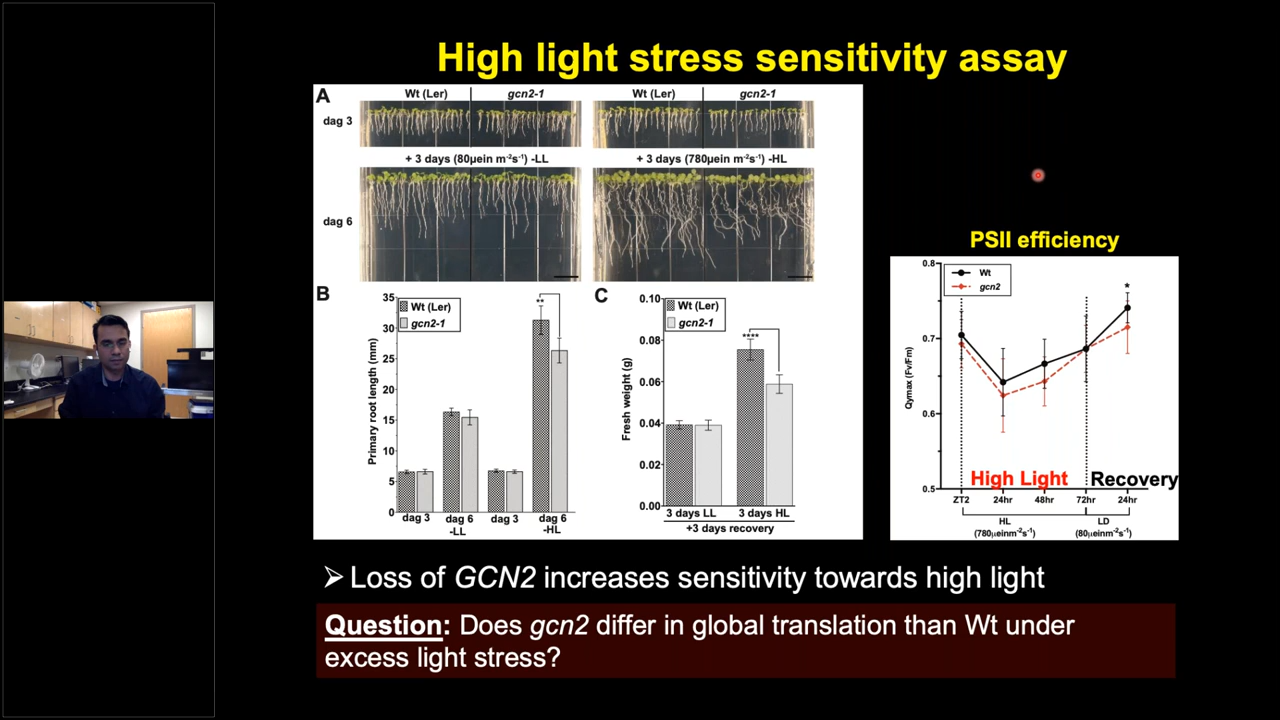 High light stress sensitivity assay
A
Wt (Ler) gcn2-1 Wt (Ler) gcn2-1
dag 3
+ 3 days (80µein m-2s-1) -LL + 3 days (780µein m-2s-1) -HL
dag 6
B
35
30
25
20
15
10
5
0
Primary root length (mm)
Wt (Ler)
gcn2-1
**
dag 3 dag 6 -LL dag 3 dag 6 -HL
C
0.10
0.08
0.06
0.04
0.02
0.00
Fresh weight (g)
Wt (Ler)
gcn2-1
****
3 days LL 3 days HL
+3 days recovery
PSII efficiency
0.8
0.7
0.6
0.5
Qymax (Fv/Fm)
Wt
gcn2
*
High Light Recovery
ZT2 24hr 48hr 72hr 24hr
HL LD
(780µeinm-2s-1) (80µeinm-2s-1)
➢ Loss of GCN2 increases sensitivity towards high light
Question: Does gcn2 differ in global translation than Wt under
excess light stress?